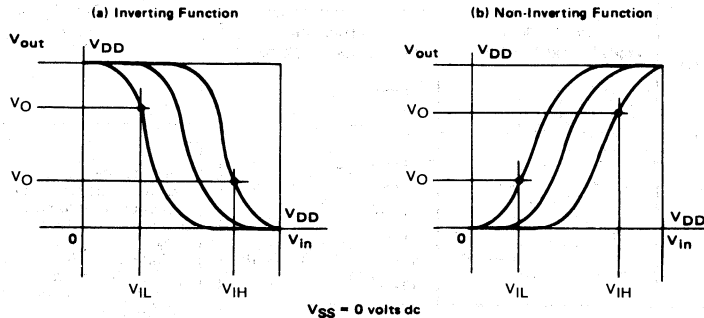 (a) Inverting Function
Vout
VDD
VO
VO
0
VDD
Vin
VIL
VIH
(b) Non-Inverting Function
Vout
VDD
VO
VO
0
VDD
Vin
VIL
VIH
VSS = 0 volts dc